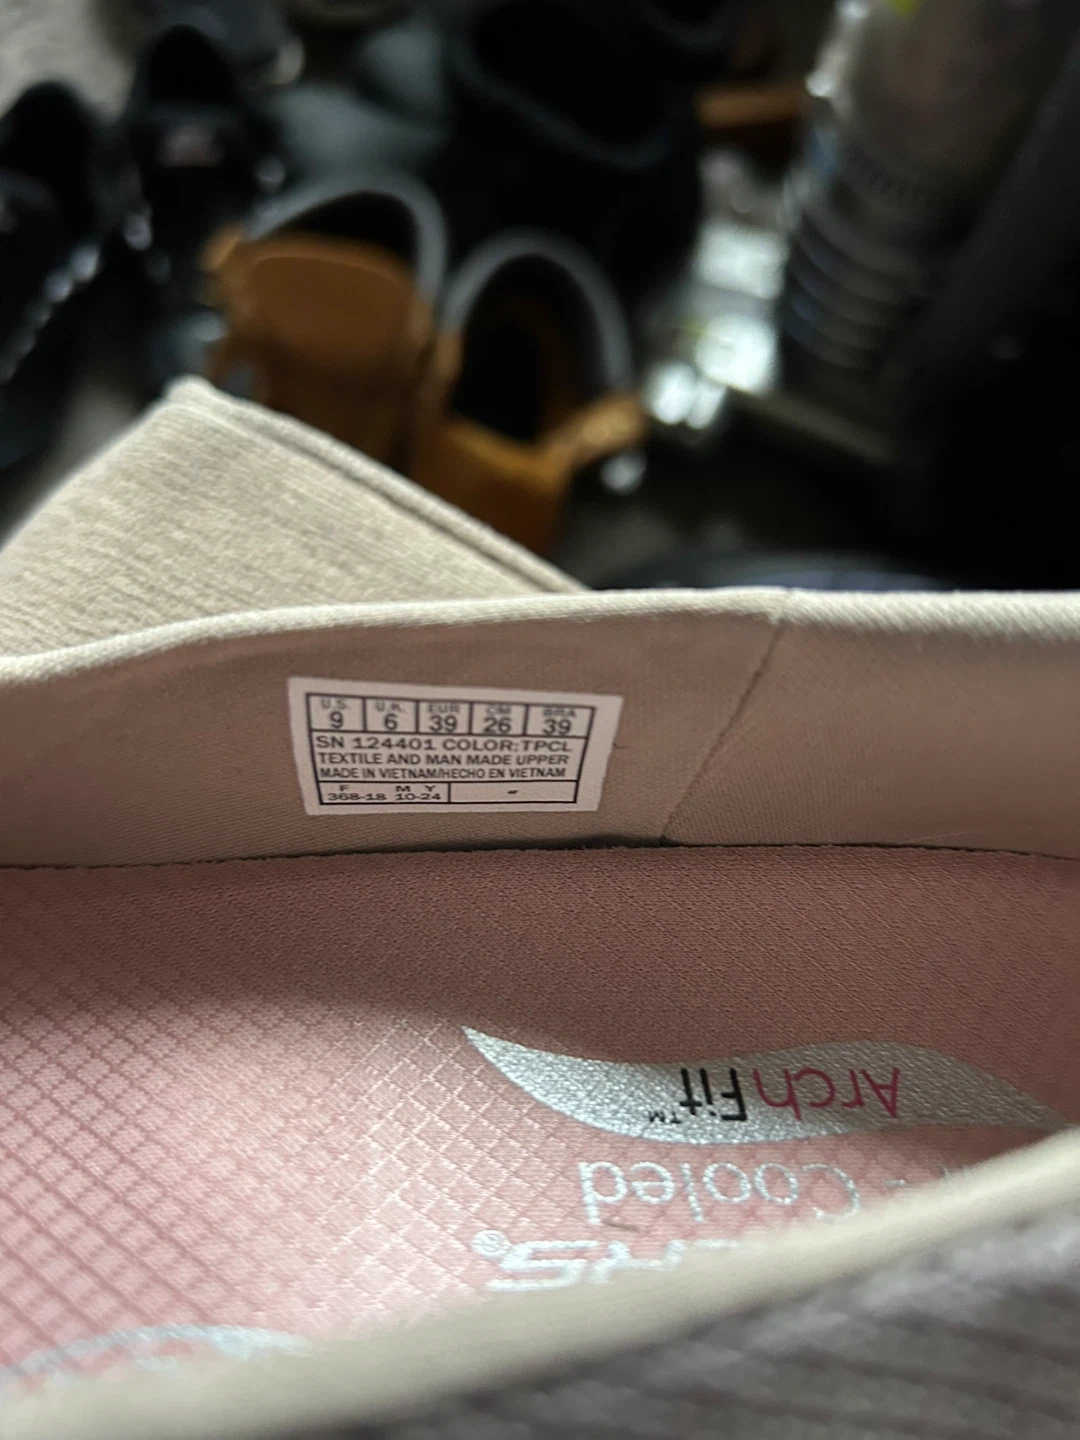 U.S. U.K. EUR CM BRA
9 6 39 26 39
SN 124401 COLOR:TPCL
TEXTILE AND MAN MADE UPPER
MADE IN VIETNAM/HECHO EN VIETNAM
F M Y
368-18 10-24
ArchFit™
- Cooled